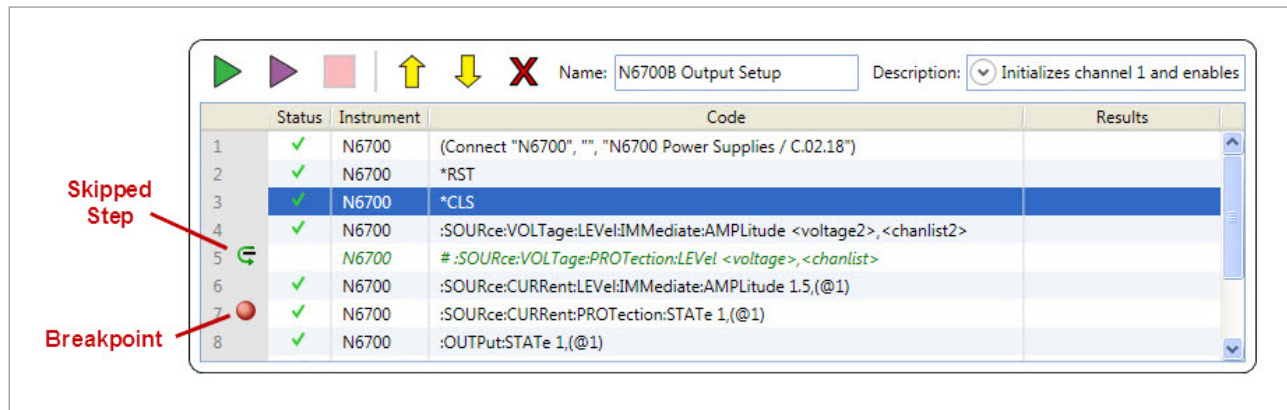 Name: N6700B Output Setup Description: Initializes channel 1 and enables
Status Instrument Code Results
1 N6700 (Connect "N6700", "", "N6700 Power Supplies / C.02.18")
2 N6700 *RST
3 N6700 *CLS
Skipped Step
4 N6700 :SOURce:VOLTage:LEVel:IMMediate:AMPLitude <voltage2>,<chanlist2>
5 N6700 # :SOURce:VOLTage:PROTection:LEVel <voltage>,<chanlist>
6 N6700 :SOURce:CURRent:LEVel:IMMediate:AMPLitude 1.5,(@1)
7 N6700 :SOURce:CURRent:PROTection:STATe 1,(@1)
Breakpoint
8 N6700 :OUTPut:STATe 1,(@1)